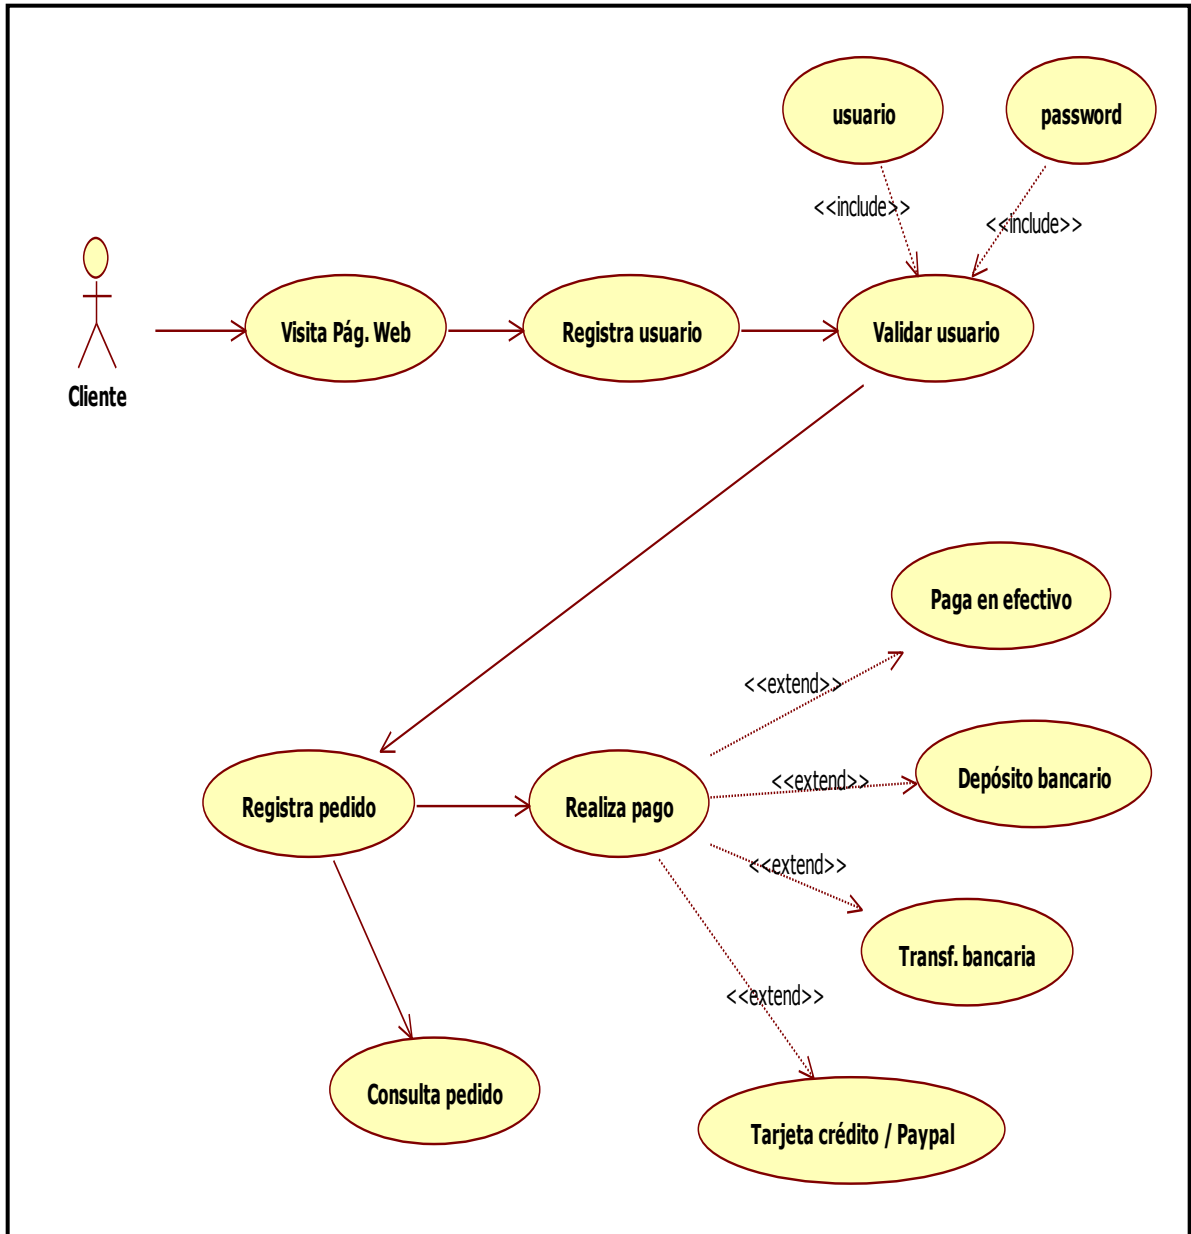 usuario
password
<<include>>
<<include>>
Visita Pág. Web
Registra usuario
Validar usuario
Cliente
Paga en efectivo
<<extend>>
Depósito bancario
<<extend>>
Registra pedido
Realiza pago
<<extend>>
Transf. bancaria
<<extend>>
Consulta pedido
Tarjeta crédito / Paypal